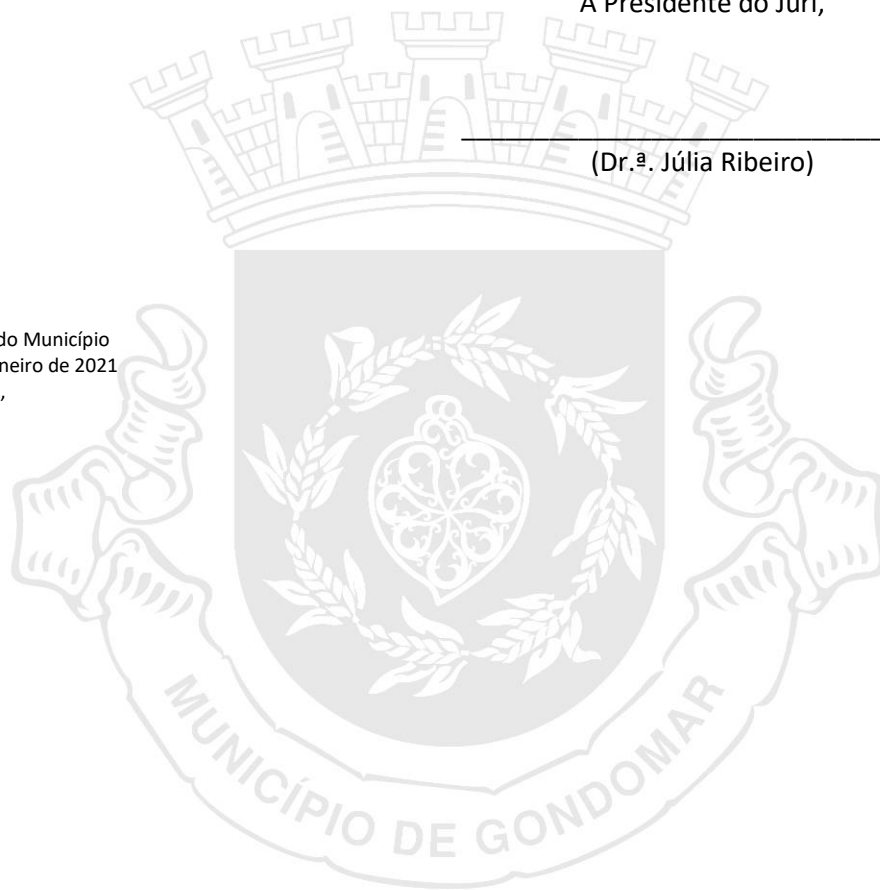 A Presidente do Júri,
(Dr.ª. Júlia Ribeiro)
do Município
neiro de 2021
,
MUNICÍPIO DE GONDOMAR